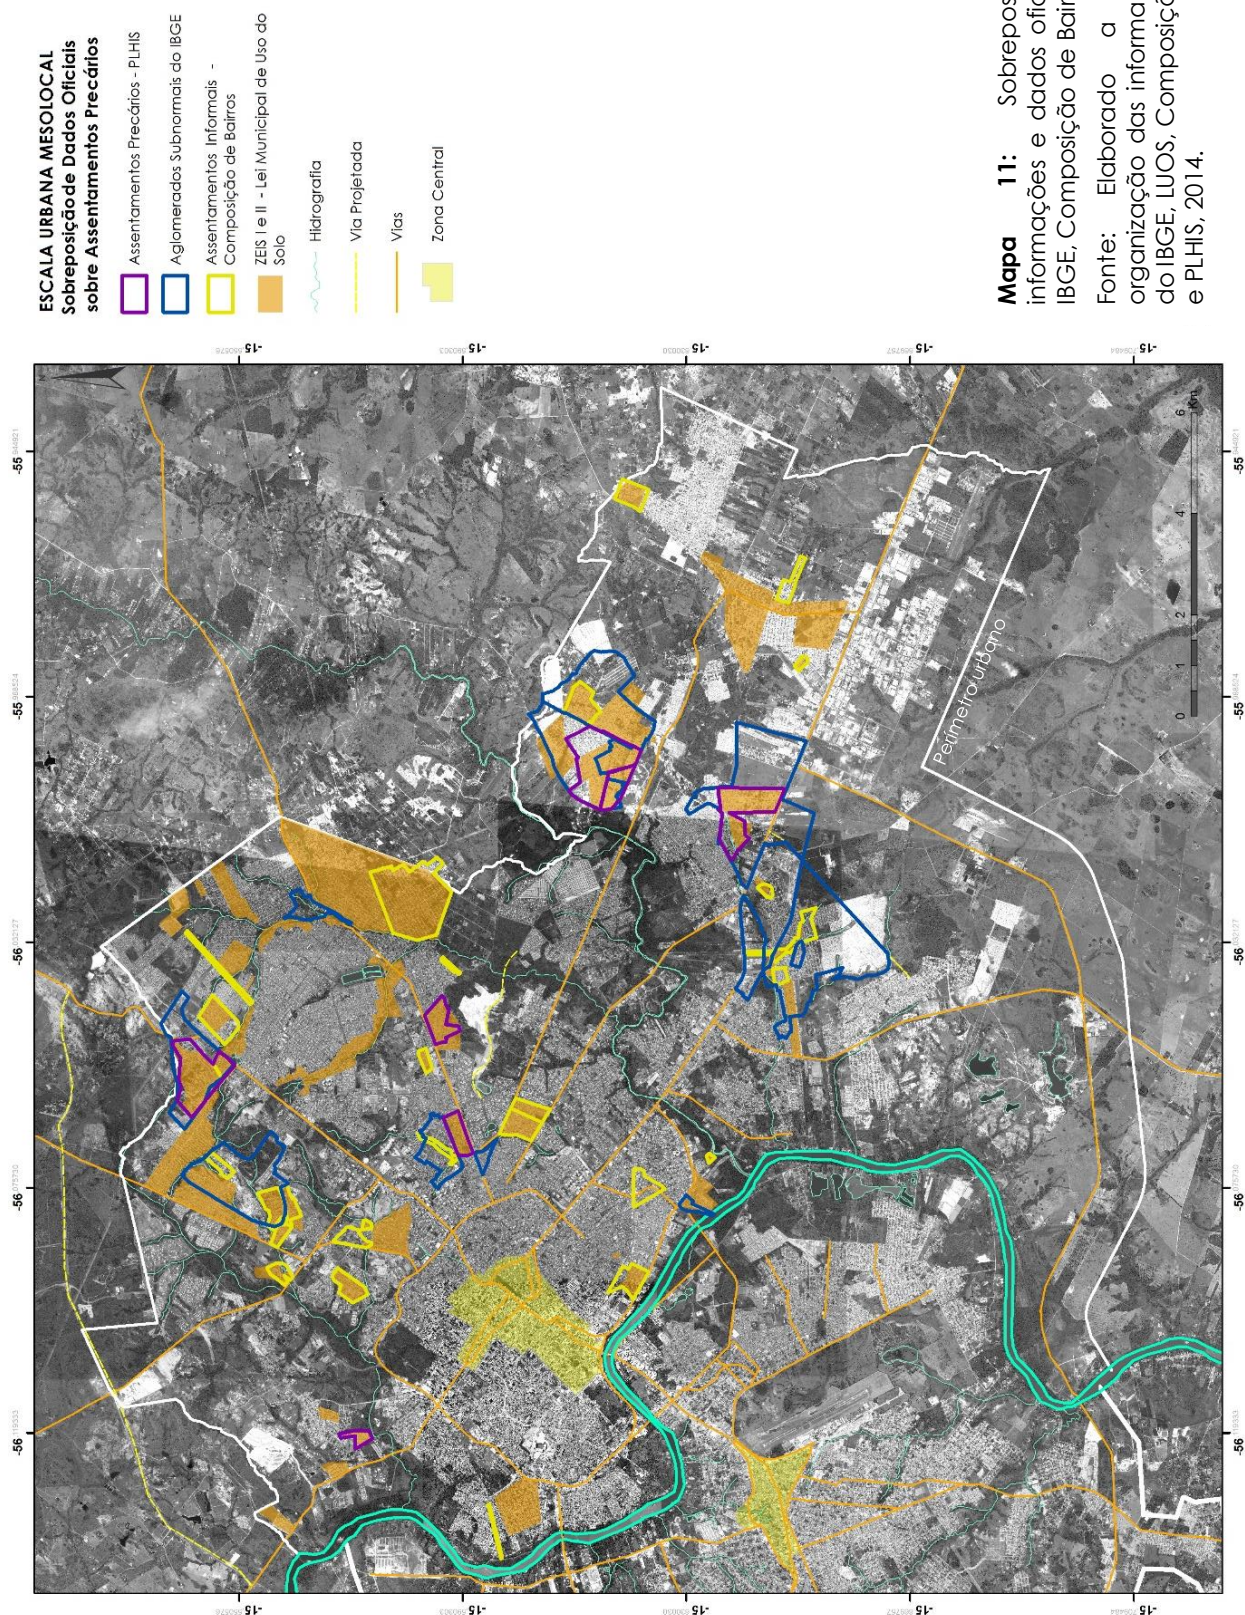 ESCALA URBANA MESOLOCAL
Sobreposição de Dados Oficiais
sobre Assentamentos Precários
Assentamentos Precários - PLHIS
Aglomerados Subnormais do IBGE
Assentamentos Informais -
Composição de Bairros
ZEIS I e II - Lei Municipal de Uso do
Solo
Hidrografia
Via Projetada
Vias
Zona Central
Perímetro urbano
0 1 2 4 6
Km
Mapa 11: Sobrepos
informações e dados ofic
IBGE, Composição de Bair
Fonte: Elaborado a
organização das informa
do IBGE, LUOS, Composiçã
e PLHIS, 2014.